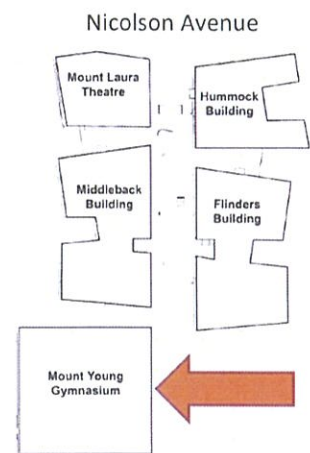 Nicolson Avenue
Mount Laura
Theatre
Hummock
Building
Middleback
Building
Flinders
Building
Mount Young
Gymnasium